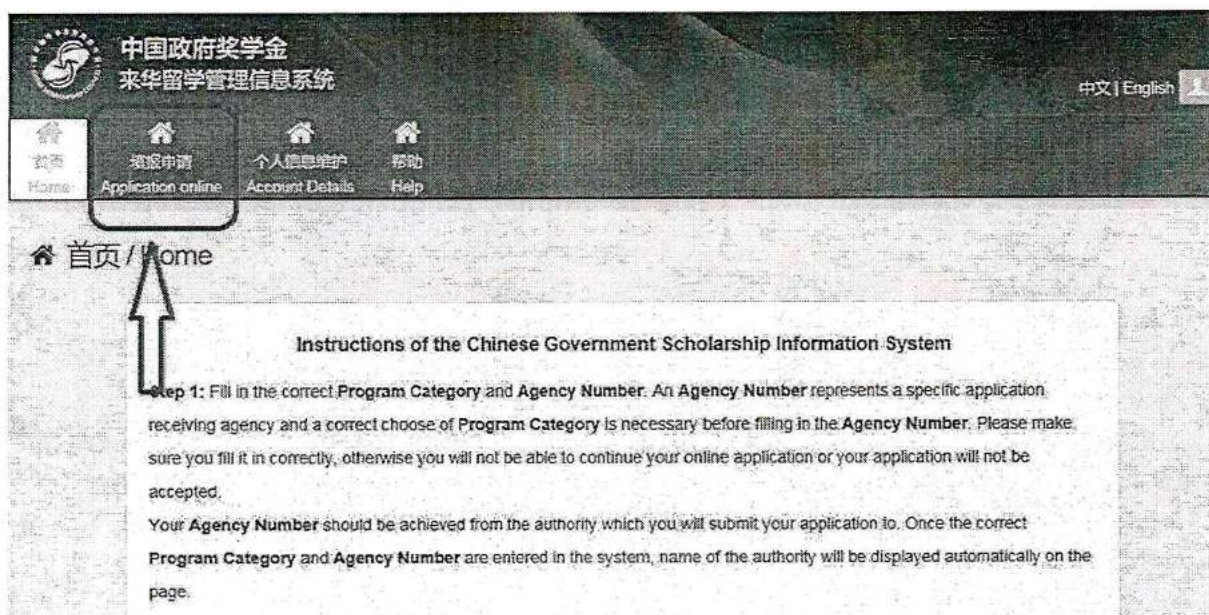 中国政府奖学金
来华留学管理信息系统
中文 | English
首页 填报申请 个人信息维护 帮助
Home Application online Account Details Help
首页 / Home
Instructions of the Chinese Government Scholarship Information System
Step 1: Fill in the correct Program Category and Agency Number. An Agency Number represents a specific application
receiving agency and a correct choose of Program Category is necessary before filling in the Agency Number. Please make
sure you fill it in correctly, otherwise you will not be able to continue your online application or your application will not be
accepted.
Your Agency Number should be achieved from the authority which you will submit your application to. Once the correct
Program Category and Agency Number are entered in the system, name of the authority will be displayed automatically on the
page.